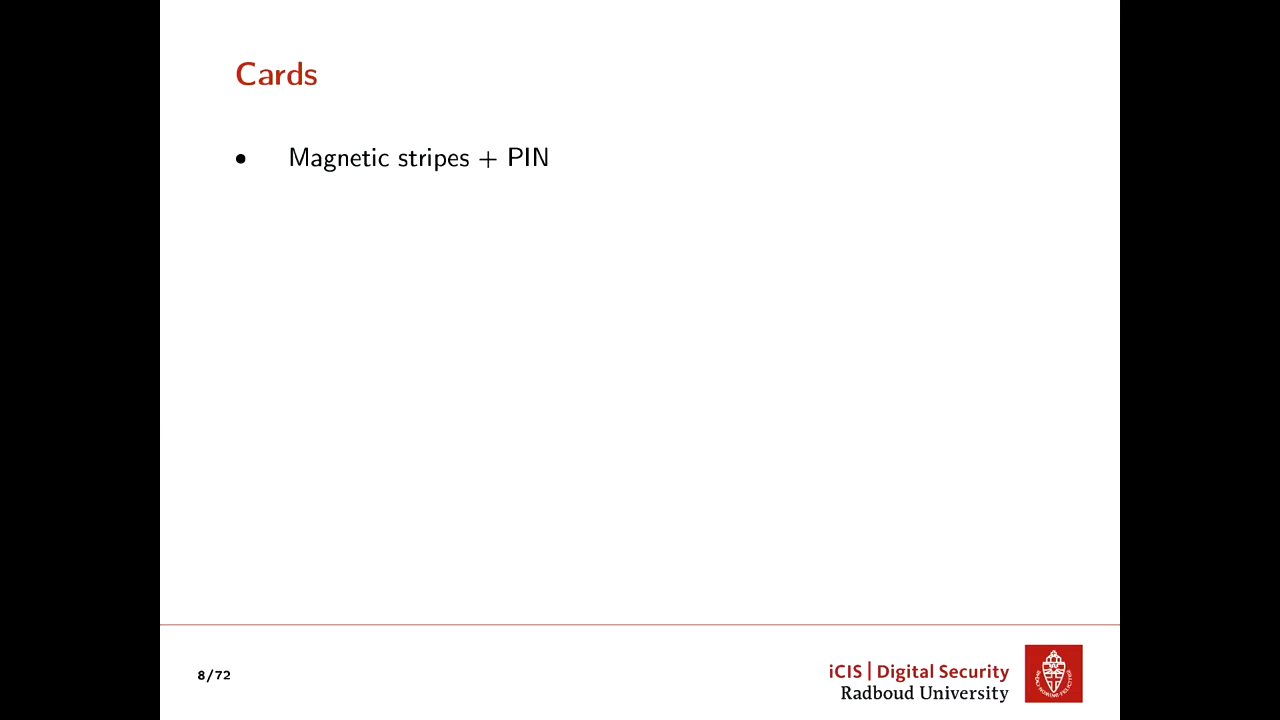 Cards
• Magnetic stripes + PIN
8/72
iCIS | Digital Security
Radboud University